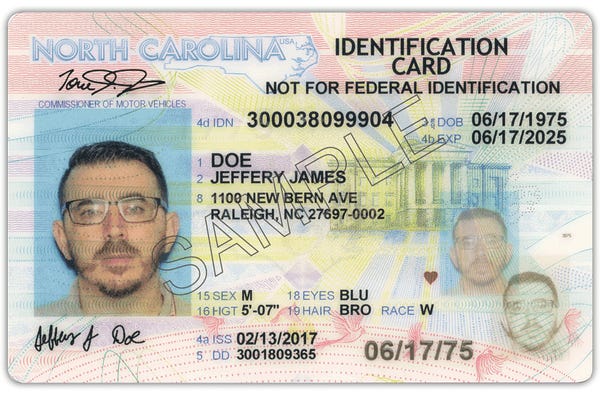 NORTH CAROLINA USA
IDENTIFICATION
CARD
NOT FOR FEDERAL IDENTIFICATION
COMMISSIONER OF MOTOR VEHICLES
4d IDN 300038099904 3 DOB 06/17/1975
4b EXP 06/17/2025
1 DOE
2 JEFFERY JAMES
8 1100 NEW BERN AVE
RALEIGH, NC 27697-0002
SAMPLE
15 SEX M 18 EYES BLU
16 HGT 5'-07" 19 HAIR BRO RACE W
Jeffery J Doe
4a ISS 02/13/2017
5 DD 3001809365
06/17/75